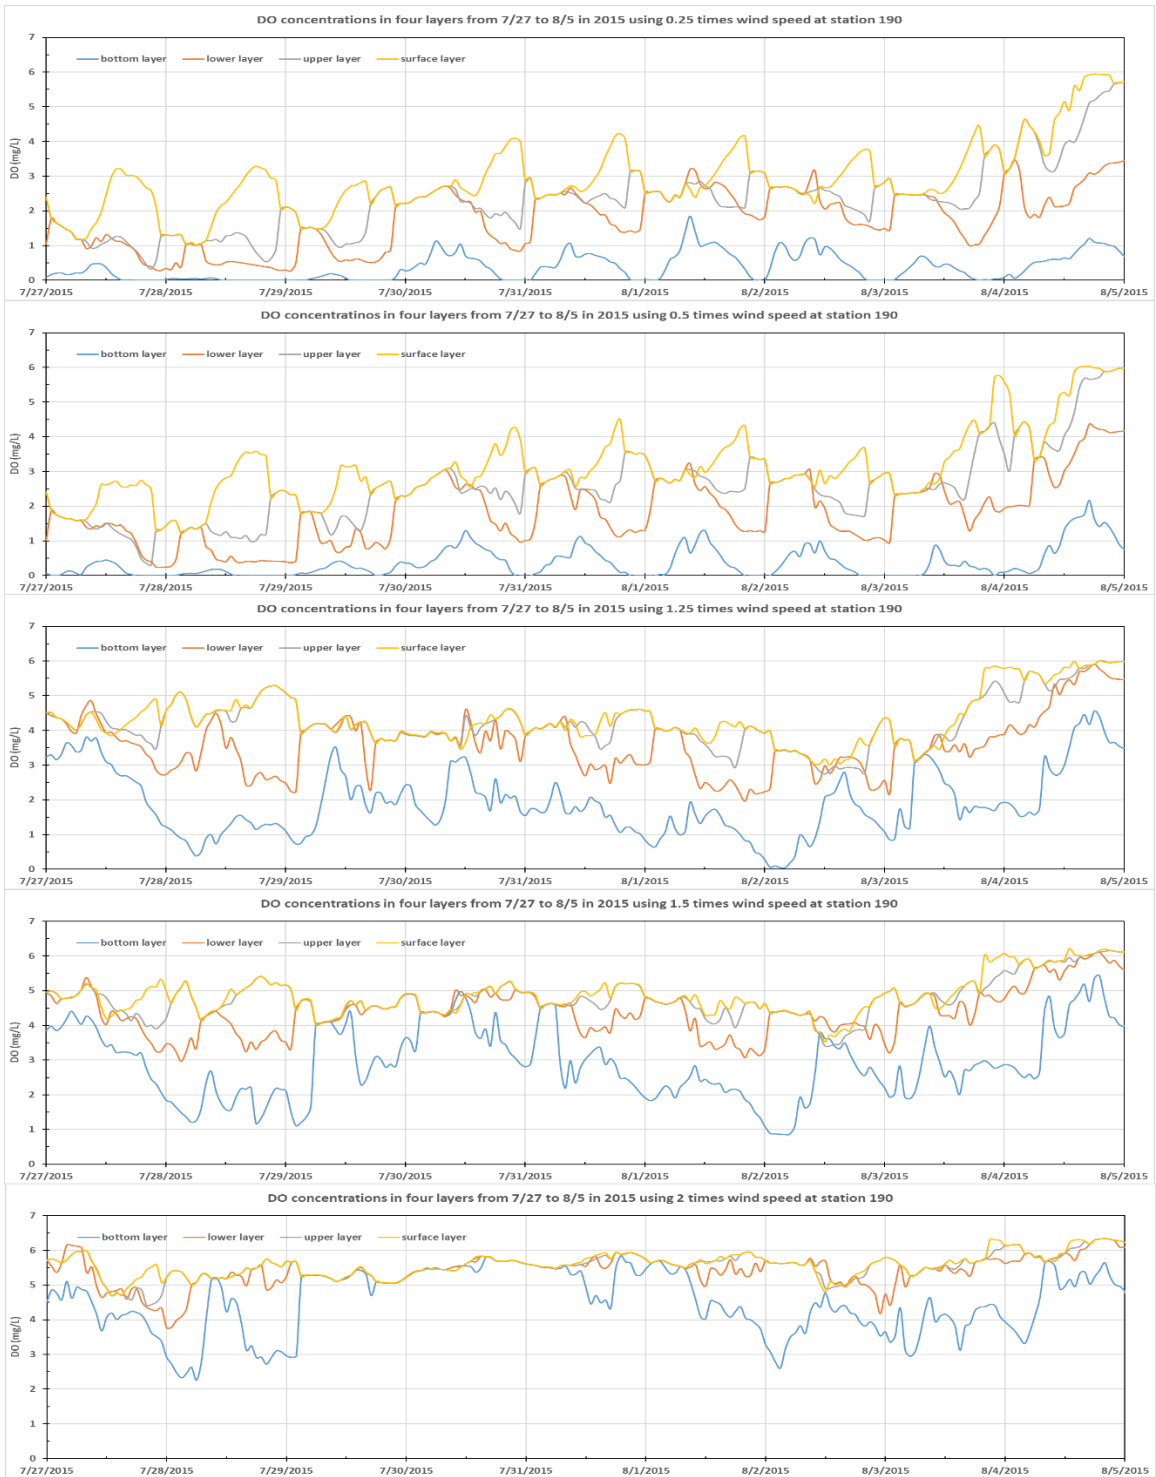 DO concentrations in four layers from 7/27 to 8/5 in 2015 using 0.25 times wind speed at station 190
7
bottom layer lower layer upper layer surface layer
6
5
4
DO (mg/L)
3
2
1
0
7/27/2015 7/28/2015 7/29/2015 7/30/2015 7/31/2015 8/1/2015 8/2/2015 8/3/2015 8/4/2015 8/5/2015
DO concentratinos in four layers from 7/27 to 8/5 in 2015 using 0.5 times wind speed at station 190
7
bottom layer lower layer upper layer surface layer
6
5
4
DO (mg/L)
3
2
1
0
7/27/2015 7/28/2015 7/29/2015 7/30/2015 7/31/2015 8/1/2015 8/2/2015 8/3/2015 8/4/2015 8/5/2015
DO concentrations in four layers from 7/27 to 8/5 in 2015 using 1.25 times wind speed at station 190
7
bottom layer lower layer upper layer surface layer
6
5
4
DO (mg/L)
3
2
1
0
7/27/2015 7/28/2015 7/29/2015 7/30/2015 7/31/2015 8/1/2015 8/2/2015 8/3/2015 8/4/2015 8/5/2015
DO concentrations in four layers from 7/27 to 8/5 in 2015 using 1.5 times wind speed at station 190
7
bottom layer lower layer upper layer surface layer
6
5
4
DO (mg/L)
3
2
1
0
7/27/2015 7/28/2015 7/29/2015 7/30/2015 7/31/2015 8/1/2015 8/2/2015 8/3/2015 8/4/2015 8/5/2015
DO concentrations in four layers from 7/27 to 8/5 in 2015 using 2 times wind speed at station 190
7
bottom layer lower layer upper layer surface layer
6
5
4
DO (mg/L)
3
2
1
0
7/27/2015 7/28/2015 7/29/2015 7/30/2015 7/31/2015 8/1/2015 8/2/2015 8/3/2015 8/4/2015 8/5/2015